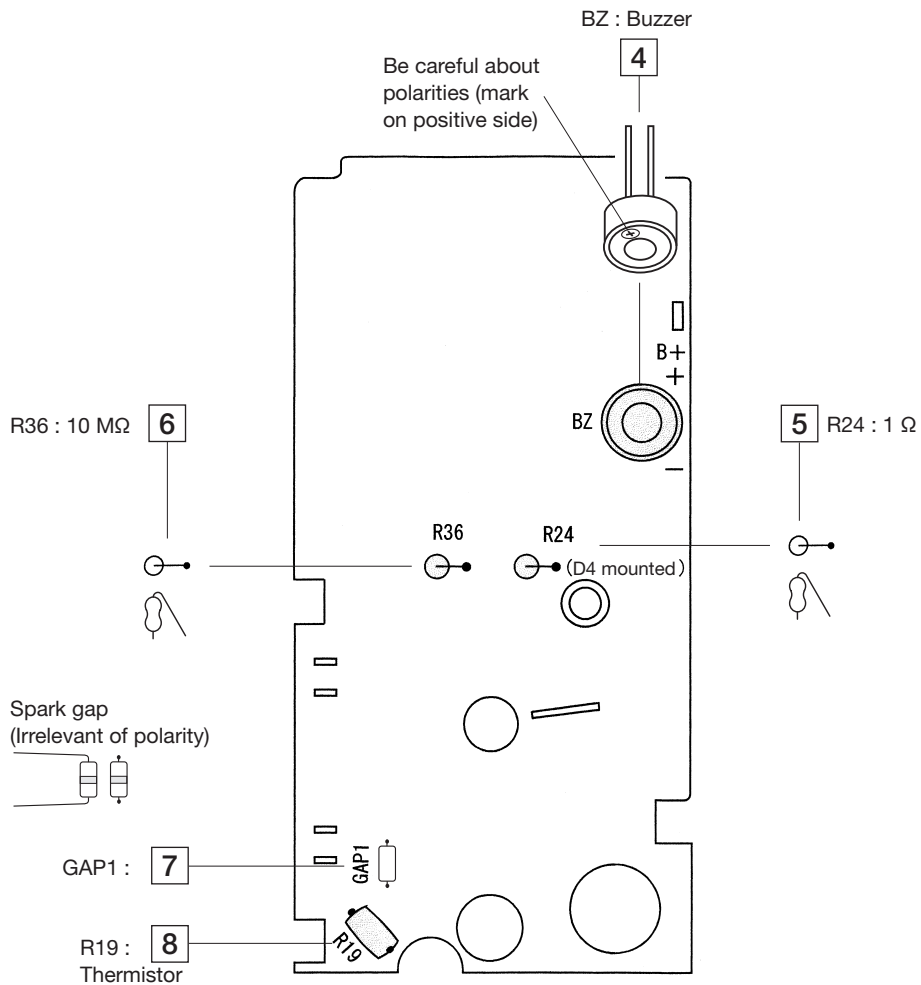 BZ : Buzzer
4
Be careful about
polarities (mark
on positive side)
+
B+
+
BZ
−
R36 : 10 MΩ 6
5 R24 : 1 Ω
R36
R24
(D4 mounted)
Spark gap
(Irrelevant of polarity)
GAP1 : 7
GAP1
R19 : 8
Thermistor
R19